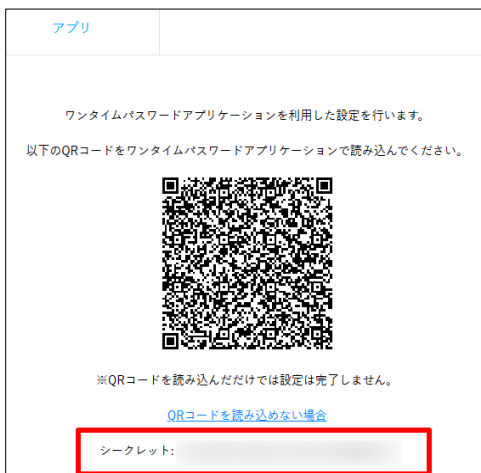 アプリ
ワンタイムパスワードアプリケーションを利用した設定を行います。
以下のQRコードをワンタイムパスワードアプリケーションで読み込んでください。
※QRコードを読み込んだだけでは設定は完了しません。
QRコードを読み込めない場合
シークレット: